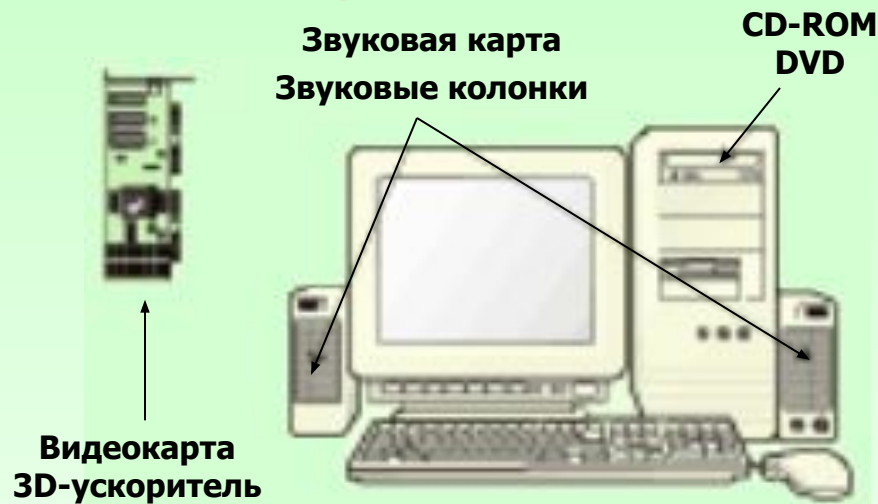 Звуковая карта
Звуковые колонки
CD-ROM
DVD
Видеокарта
3D-ускоритель